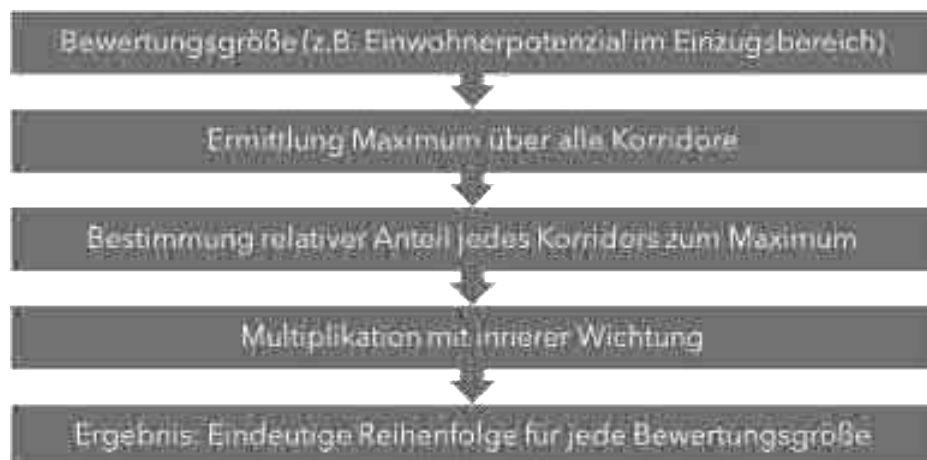 Bewertungsgröße (z.B. Einwohnerpotenzial im Einzugsbereich)
Ermittlung Maximum über alle Korridore
Bestimmung relativer Anteil jedes Korridors zum Maximum
Multiplikation mit innerer Wichtung
Ergebnis: Eindeutige Reihenfolge für jede Bewertungsgröße